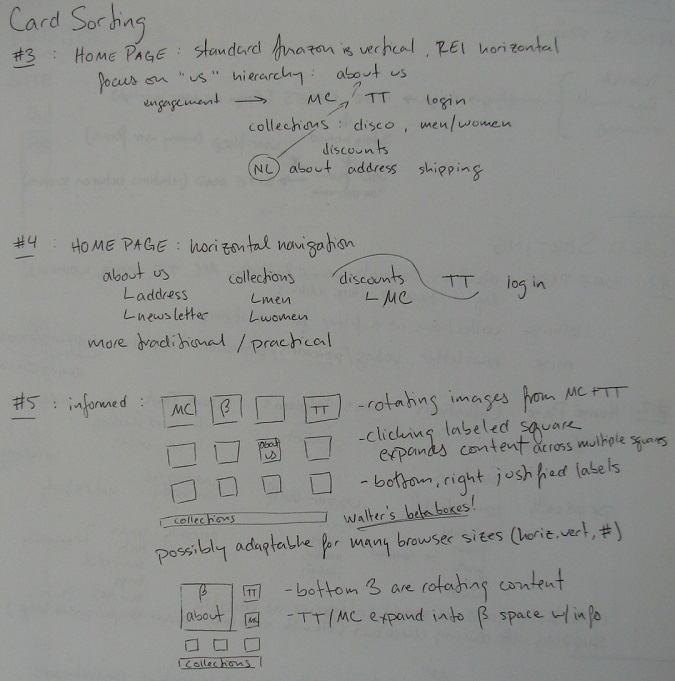 Card Sorting
#3 : HOME PAGE : standard Amazon is vertical, REI horizontal
focus on "us" hierarchy : about us
engagement → MC TT login
collections : disco, men/women
discounts
NL about address shipping
#4 : HOME PAGE : horizontal navigation
about us collections discounts TT log in
address men MC
newsletter women
more traditional / practical
#5 : informed : MC β TT - rotating images from MC + TT
- clicking labeled square
expands content across multiple squares
about us
- bottom, right justified labels
collections Walter's beta boxes!
possibly adaptable for many browser sizes (horiz, vert, #)
β TT - bottom 3 are rotating content
about MC - TT/MC expand into β space w/info
collections